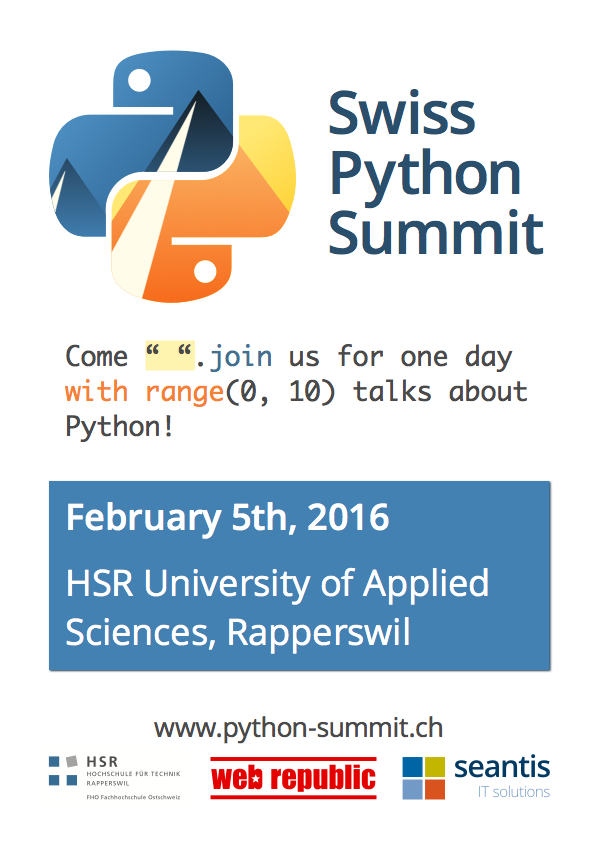 Swiss
Python
Summit
Come “ “.join us for one day
with range(0, 10) talks about
Python!
February 5th, 2016
HSR University of Applied
Sciences, Rapperswil
www.python-summit.ch
HSR
HOCHSCHULE FÜR TECHNIK
RAPPERSWIL
FHO Fachhochschule Ostschweiz
web republic
seantis
IT solutions